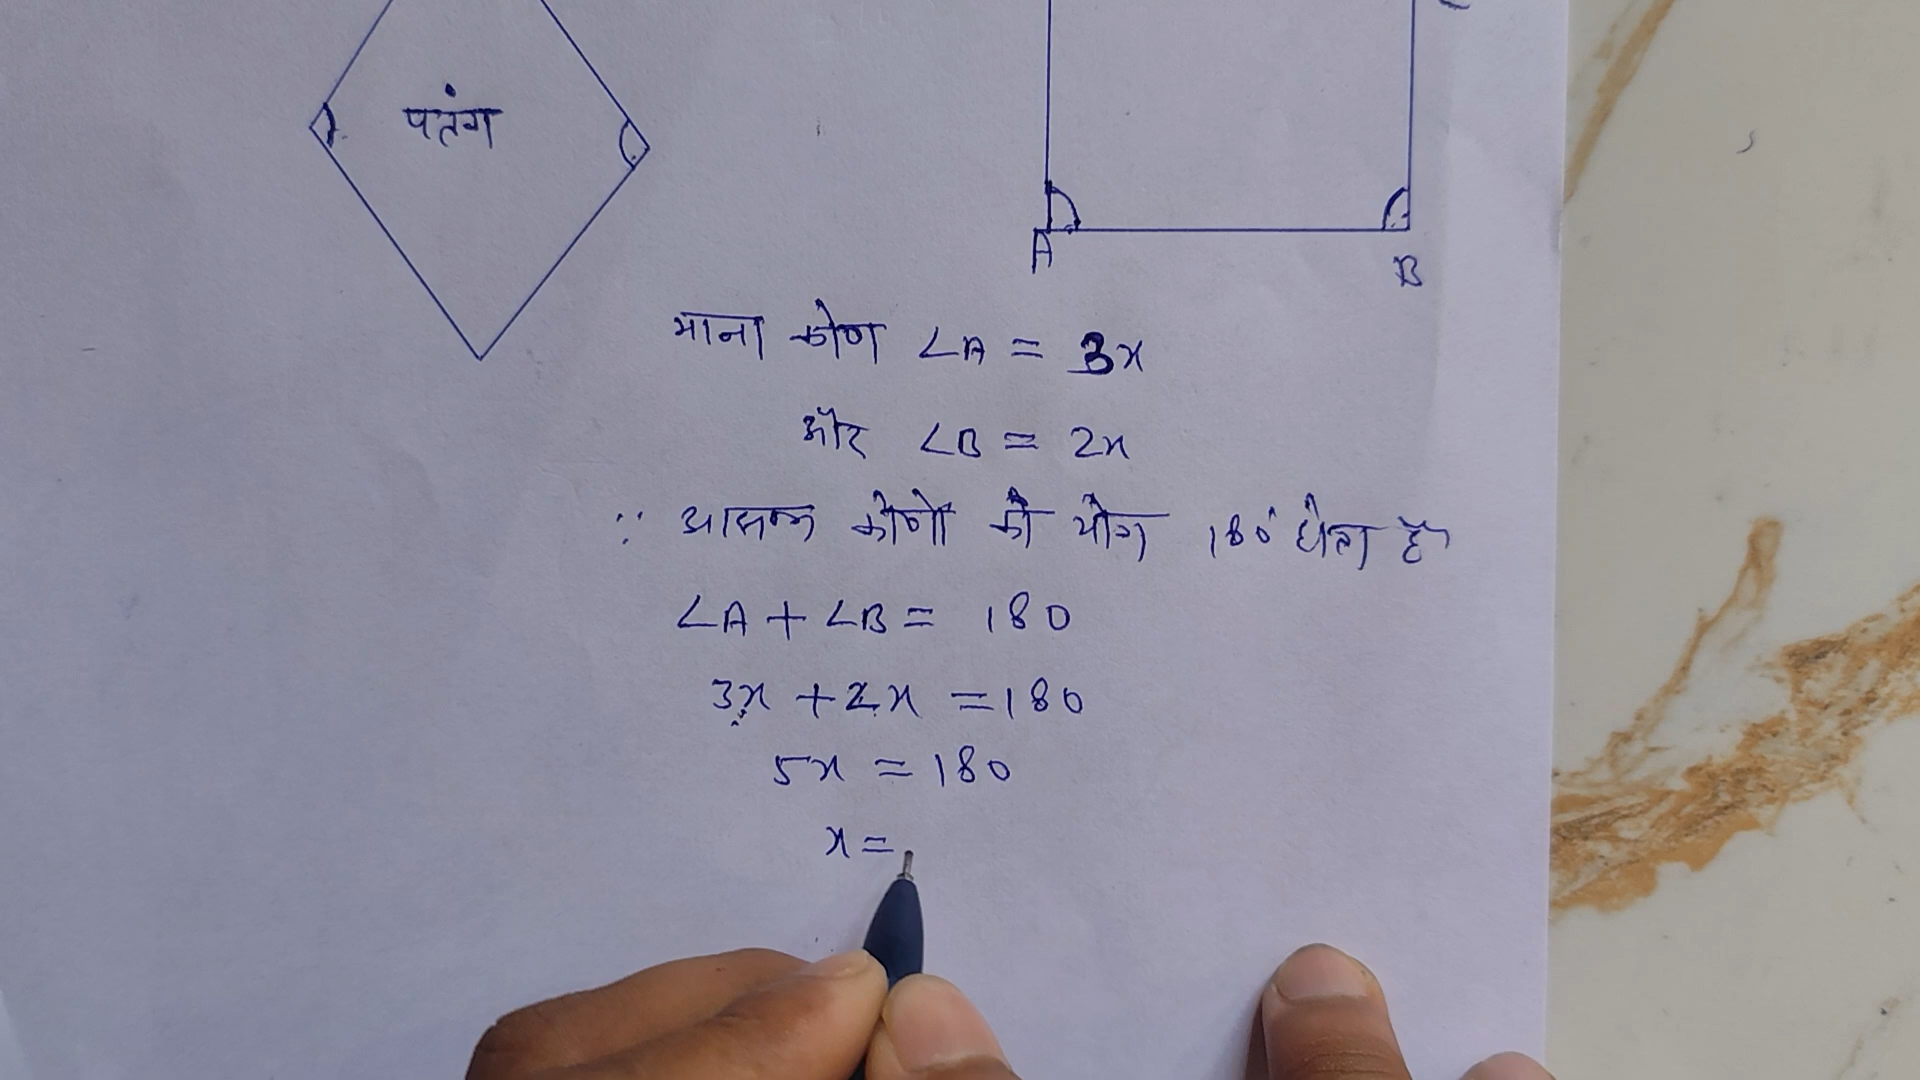 पतंग
A
B
माना कोण ∠A = 3x
और ∠B = 2x
∵ आसन्न कोणों को योग 180° होता है
∠A + ∠B = 180
3x + 2x = 180
5x = 180
x =